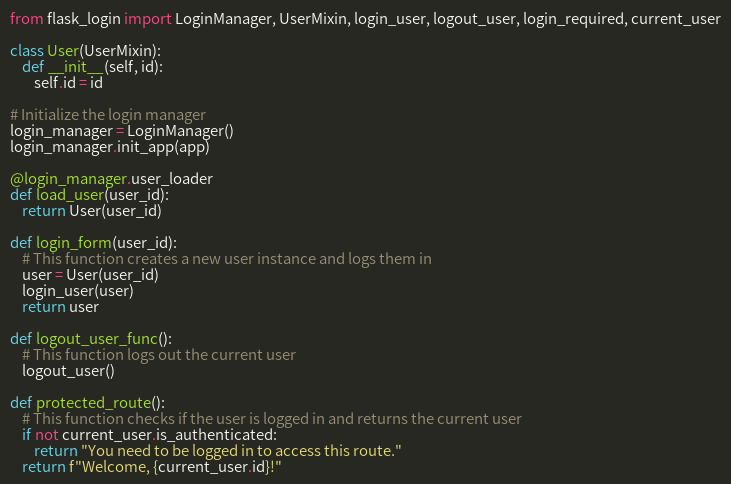 from flask_login import LoginManager, UserMixin, login_user, logout_user, login_required, current_user
class User(UserMixin):
def __init__(self, id):
self.id = id
# Initialize the login manager
login_manager = LoginManager()
login_manager.init_app(app)
@login_manager.user_loader
def load_user(user_id):
return User(user_id)
def login_form(user_id):
# This function creates a new user instance and logs them in
user = User(user_id)
login_user(user)
return user
def logout_user_func():
# This function logs out the current user
logout_user()
def protected_route():
# This function checks if the user is logged in and returns the current user
if not current_user.is_authenticated:
return "You need to be logged in to access this route."
return f"Welcome, {current_user.id}!"